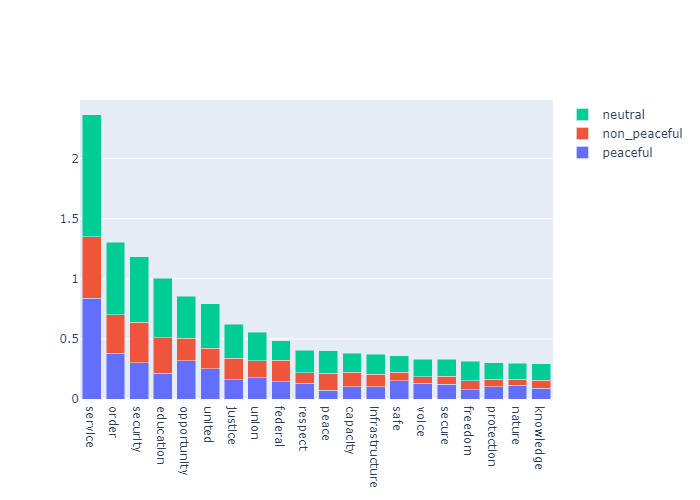 neutral
non_peaceful
peaceful
2
1.5
1
0.5
0
service
order
security
education
opportunity
united
justice
union
federal
respect
peace
capacity
infrastructure
safe
voice
secure
freedom
protection
nature
knowledge